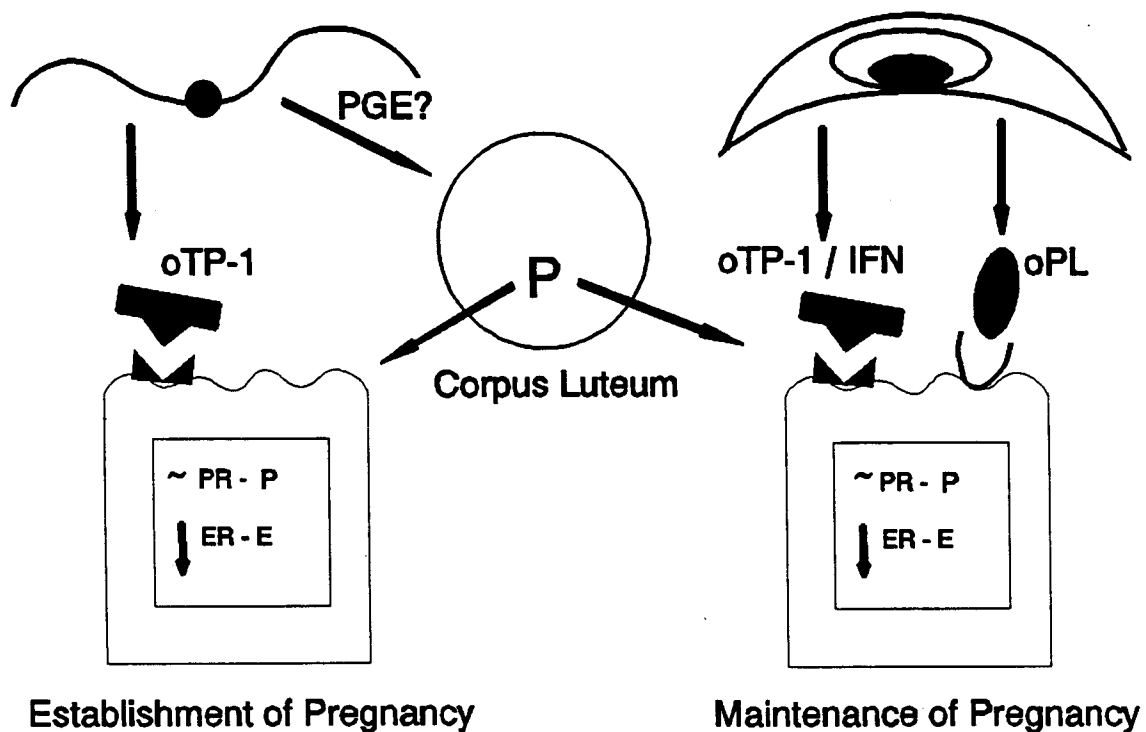 PGE?
oTP-1
P
Corpus Luteum
oTP-1 / IFN
oPL
~ PR - P
ER - E
~ PR - P
ER - E
Establishment of Pregnancy
Maintenance of Pregnancy